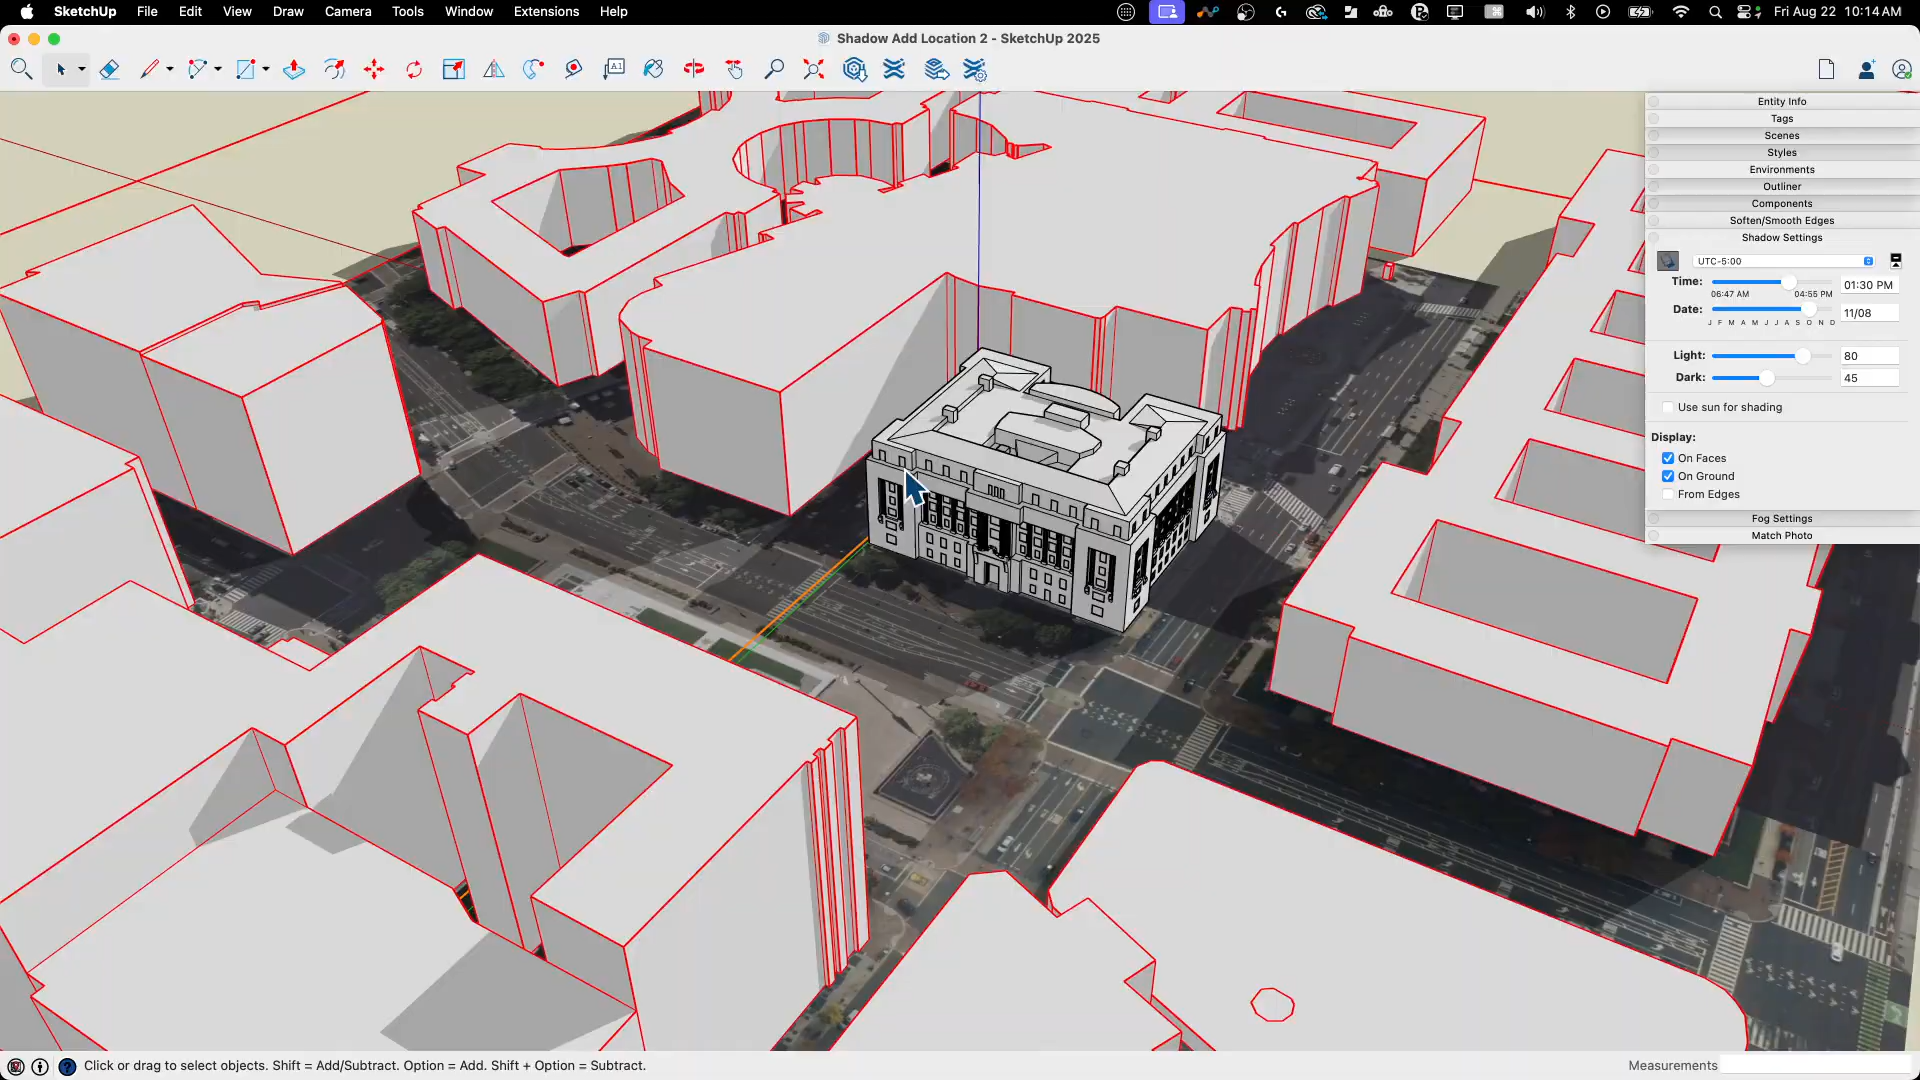 SketchUp File Edit View Draw Camera Tools Window Extensions Help Fri Aug 22 10:14 AM
Shadow Add Location 2 - SketchUp 2025
A1
Entity Info
Tags
Scenes
Styles
Environments
Outliner
Components
Soften/Smooth Edges
Shadow Settings
UTC-5:00
Time: 01:30 PM
06:47 AM 04:55 PM
Date: 11/08
J F M A M J J A S O N D
Light: 80
Dark: 45
Use sun for shading
Display:
On Faces
On Ground
From Edges
Fog Settings
Match Photo
Click or drag to select objects. Shift = Add/Subtract. Option = Add. Shift + Option = Subtract.
Measurements